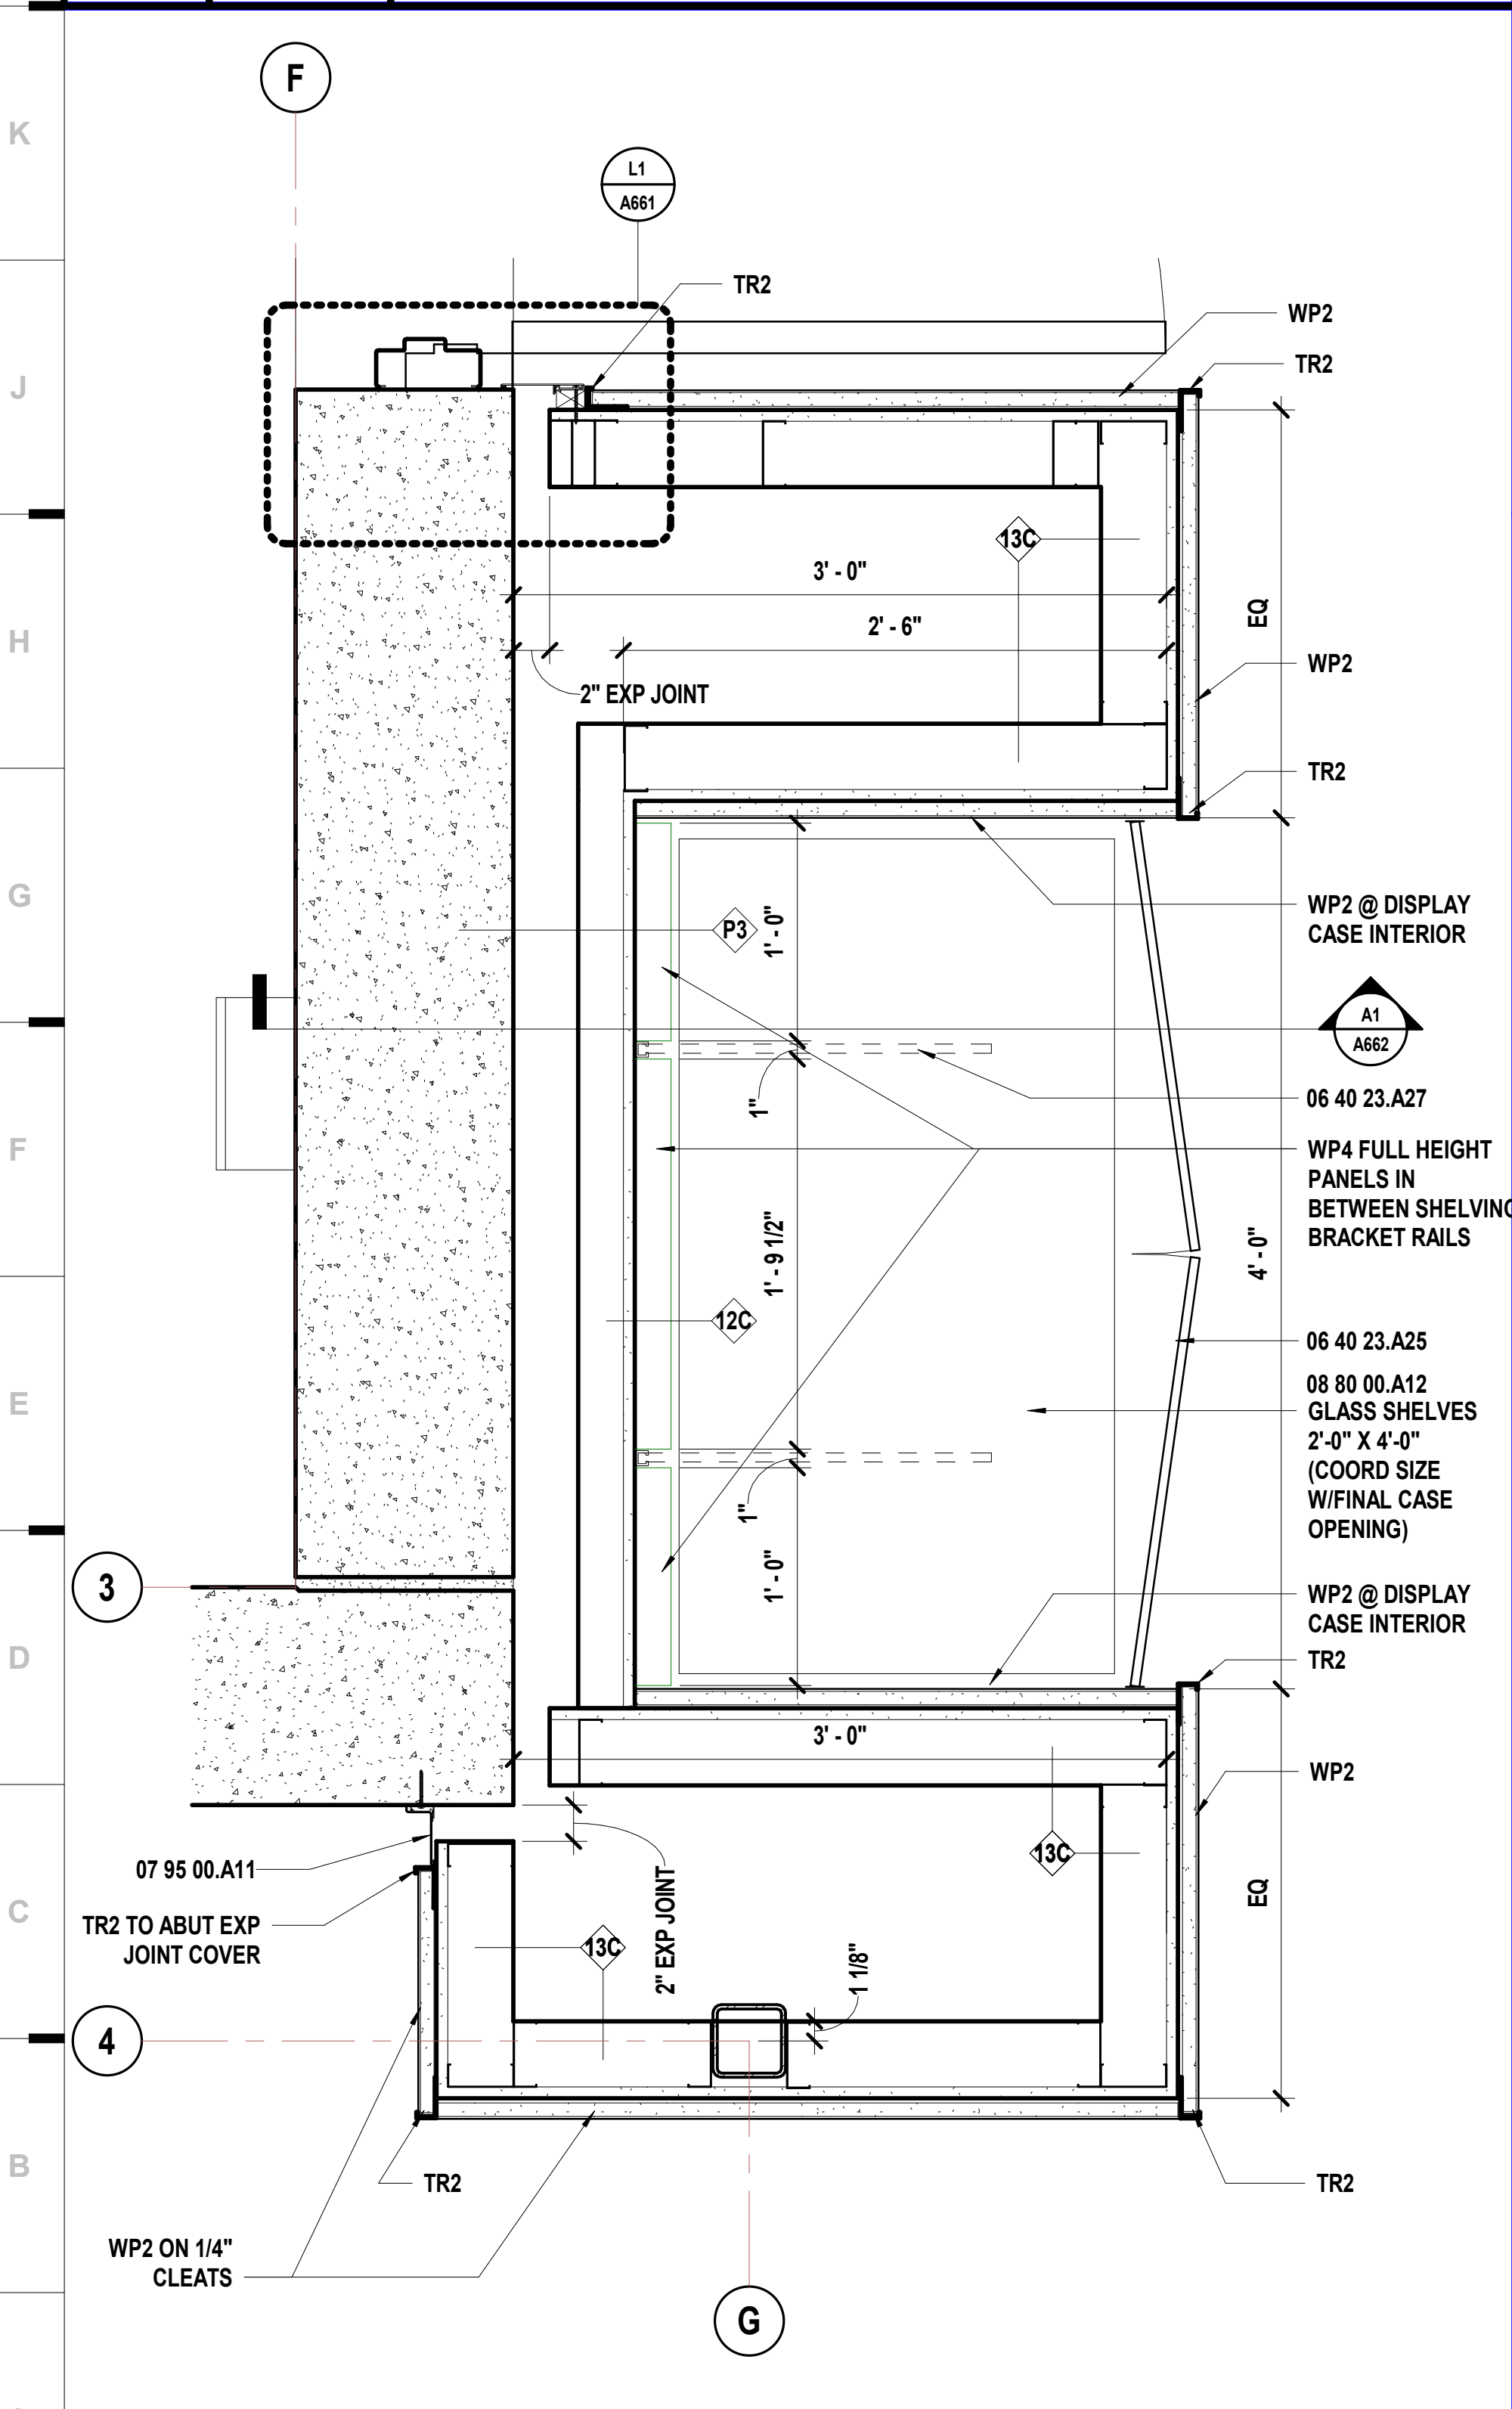 F
K
L1
A661
TR2
WP2
TR2
J
13C
3' - 0"
2' - 6"
EQ
H
WP2
2" EXP JOINT
TR2
G
WP2 @ DISPLAY
CASE INTERIOR
P3
1' - 0"
A1
A662
06 40 23.A27
1"
F
WP4 FULL HEIGHT
PANELS IN
BETWEEN SHELVING
BRACKET RAILS
1' - 9 1/2"
4' - 0"
12C
06 40 23.A25
E
08 80 00.A12
GLASS SHELVES
2'-0" X 4'-0"
(COORD SIZE
W/FINAL CASE
OPENING)
1"
3
1' - 0"
WP2 @ DISPLAY
CASE INTERIOR
D
TR2
3' - 0"
WP2
13C
07 95 00.A11
C
EQ
TR2 TO ABUT EXP
JOINT COVER
2" EXP JOINT
13C
1 1/8"
4
B
TR2
TR2
WP2 ON 1/4"
CLEATS
G